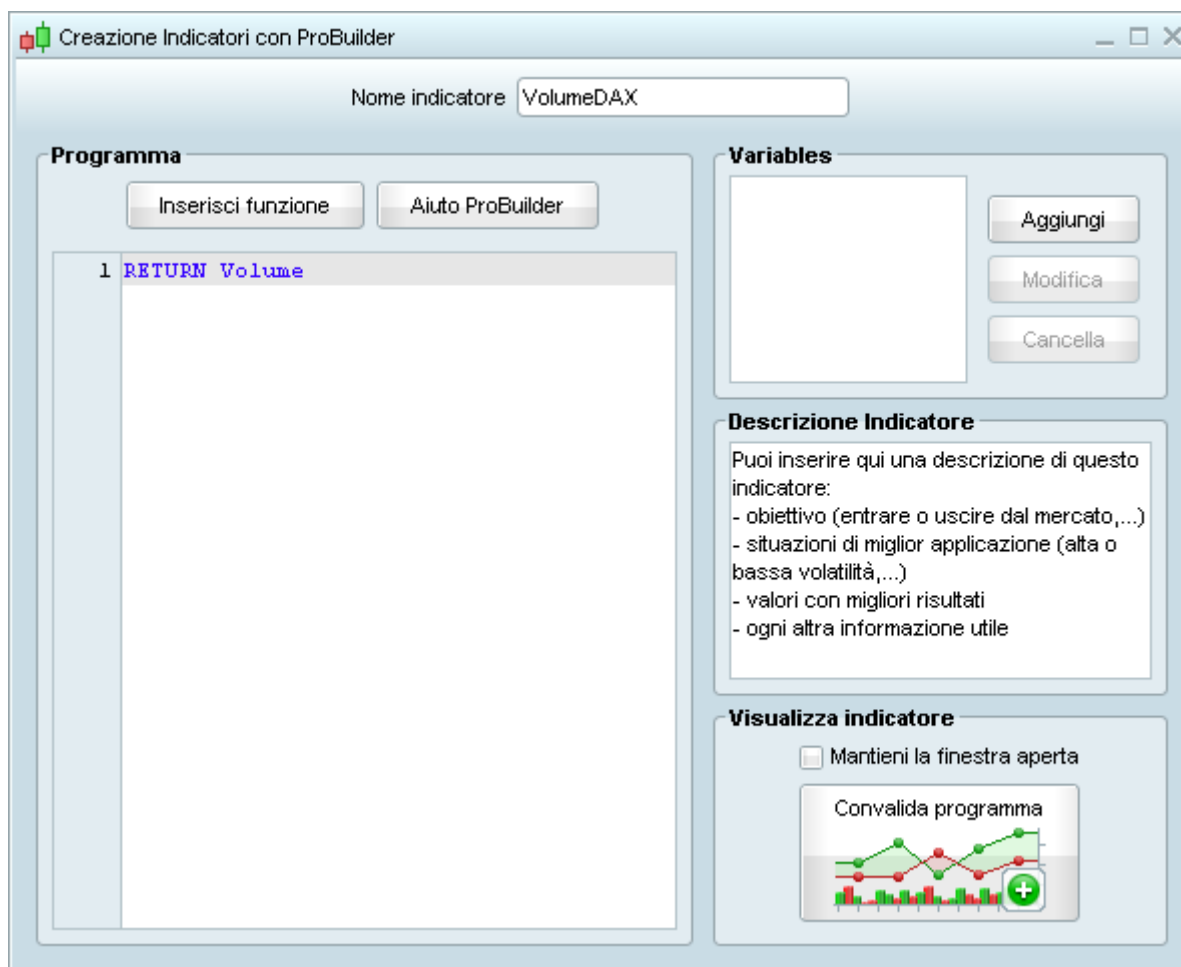 Creazione Indicatori con ProBuilder
Nome indicatore VolumeDAX
Programma
Inserisci funzione Aiuto ProBuilder
1 RETURN Volume
Variables
Aggiungi
Modifica
Cancella
Descrizione Indicatore
Puoi inserire qui una descrizione di questo
indicatore:
- obiettivo (entrare o uscire dal mercato,...)
- situazioni di miglior applicazione (alta o
bassa volatilità,...)
- valori con migliori risultati
- ogni altra informazione utile
Visualizza indicatore
Mantieni la finestra aperta
Convalida programma